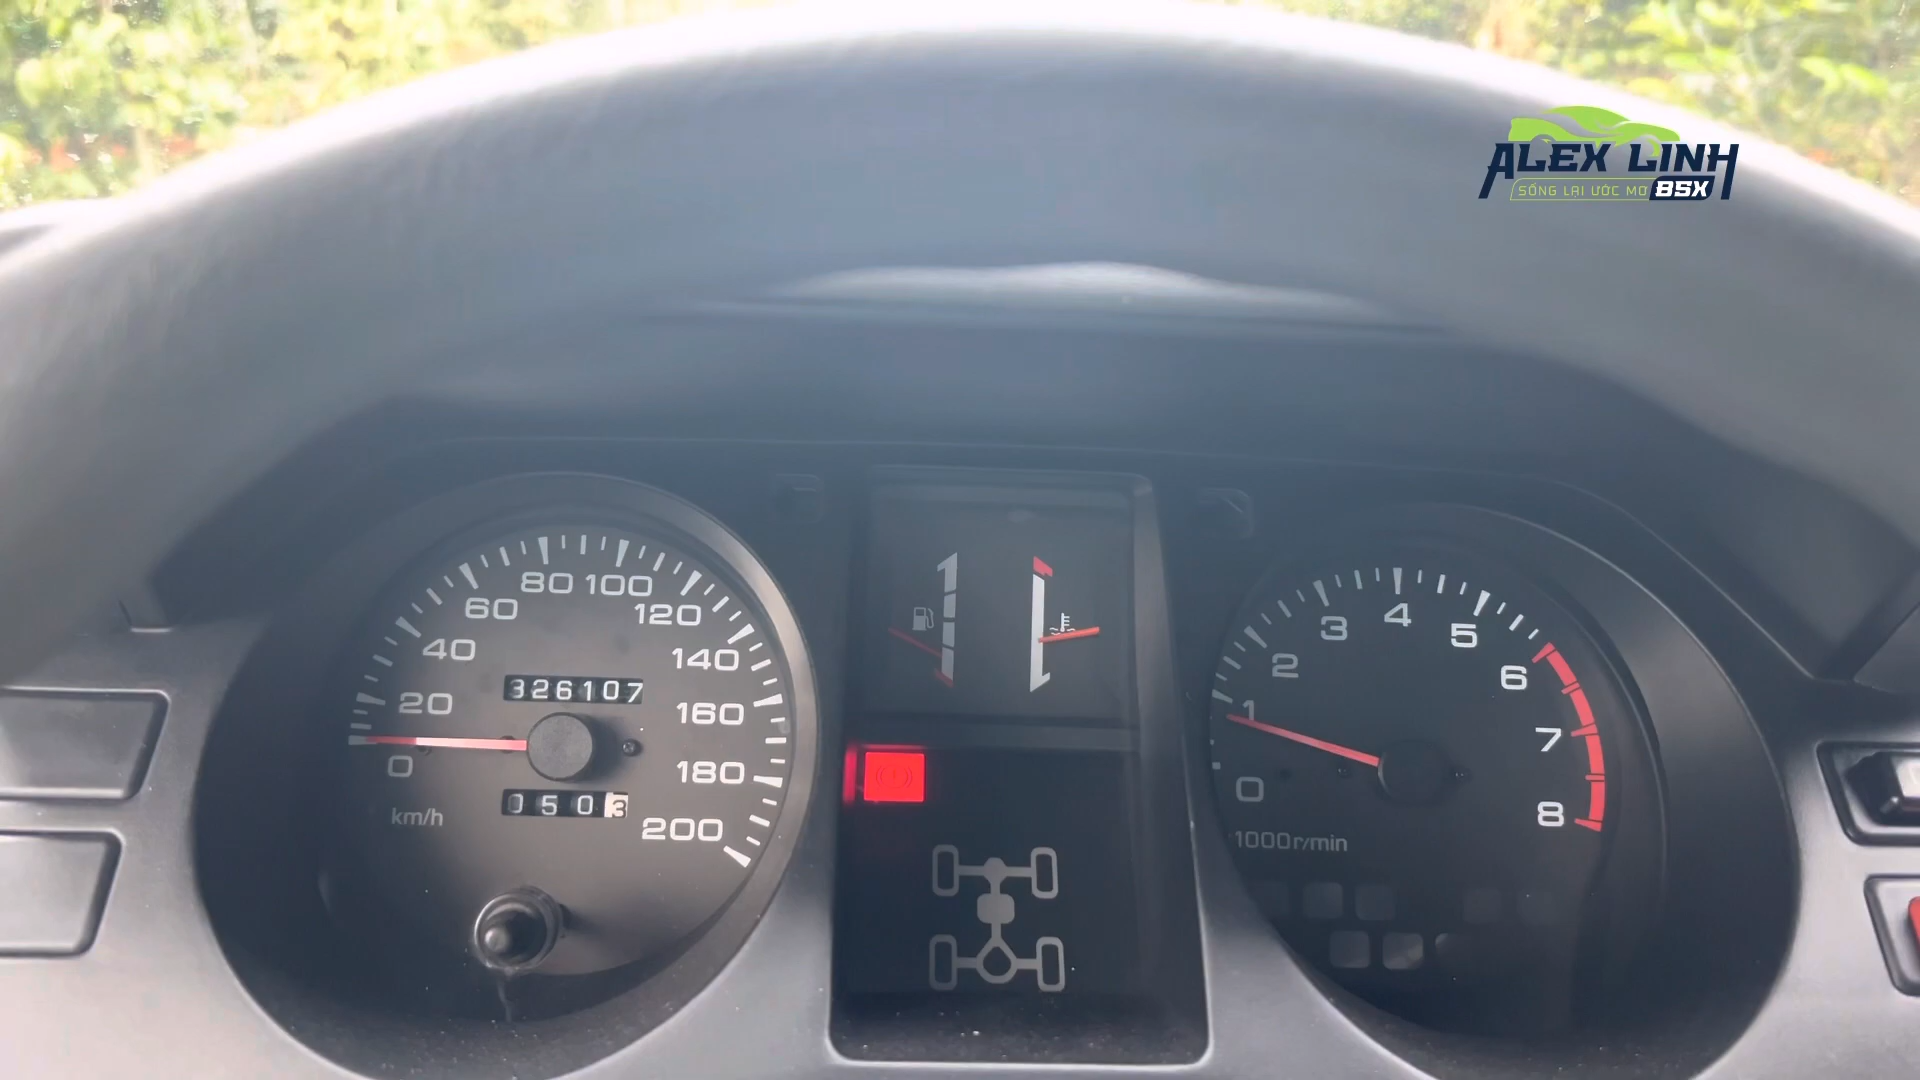 ALEX LINH
SỐNG LẠI ƯỚC MƠ 85X
0 20 40 60 80 100 120 140 160 180 200
326107
0503
km/h
0 1 2 3 4 5 6 7 8
1000r/min